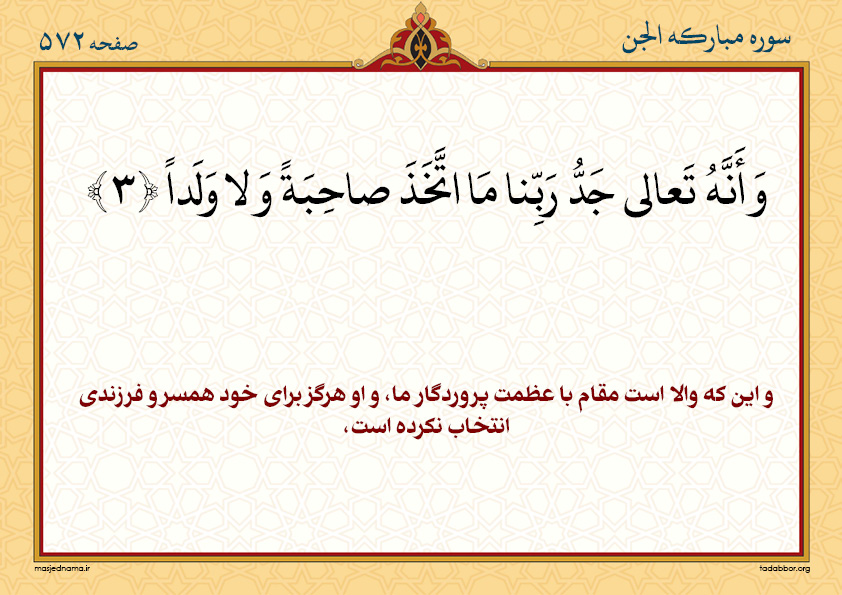 سوره مبارکه الجن
صفحه ۵۷۲
وَ أَنَّهُ تَعالی جَدُّ رَبِّنا مَا اتَّخَذَ صاحِبَةً وَ لا وَلَداً ﴿۳﴾
و این که والا است مقام با عظمت پروردگار ما، و او هرگز برای خود همسر و فرزندی
انتخاب نکرده است،
masjednama.ir
tadabbor.org